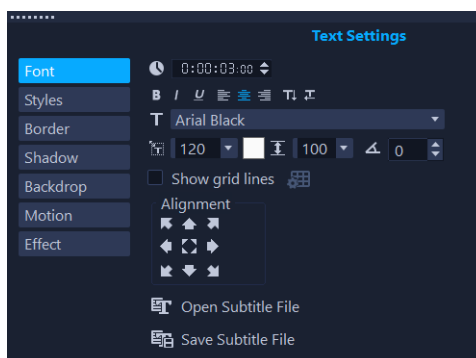 Text Settings
Font
0:00:03:00
Styles
B I U
Border
Arial Black
Shadow
120 100 0
Backdrop
Show grid lines
Motion
Alignment
Effect
Open Subtitle File
Save Subtitle File